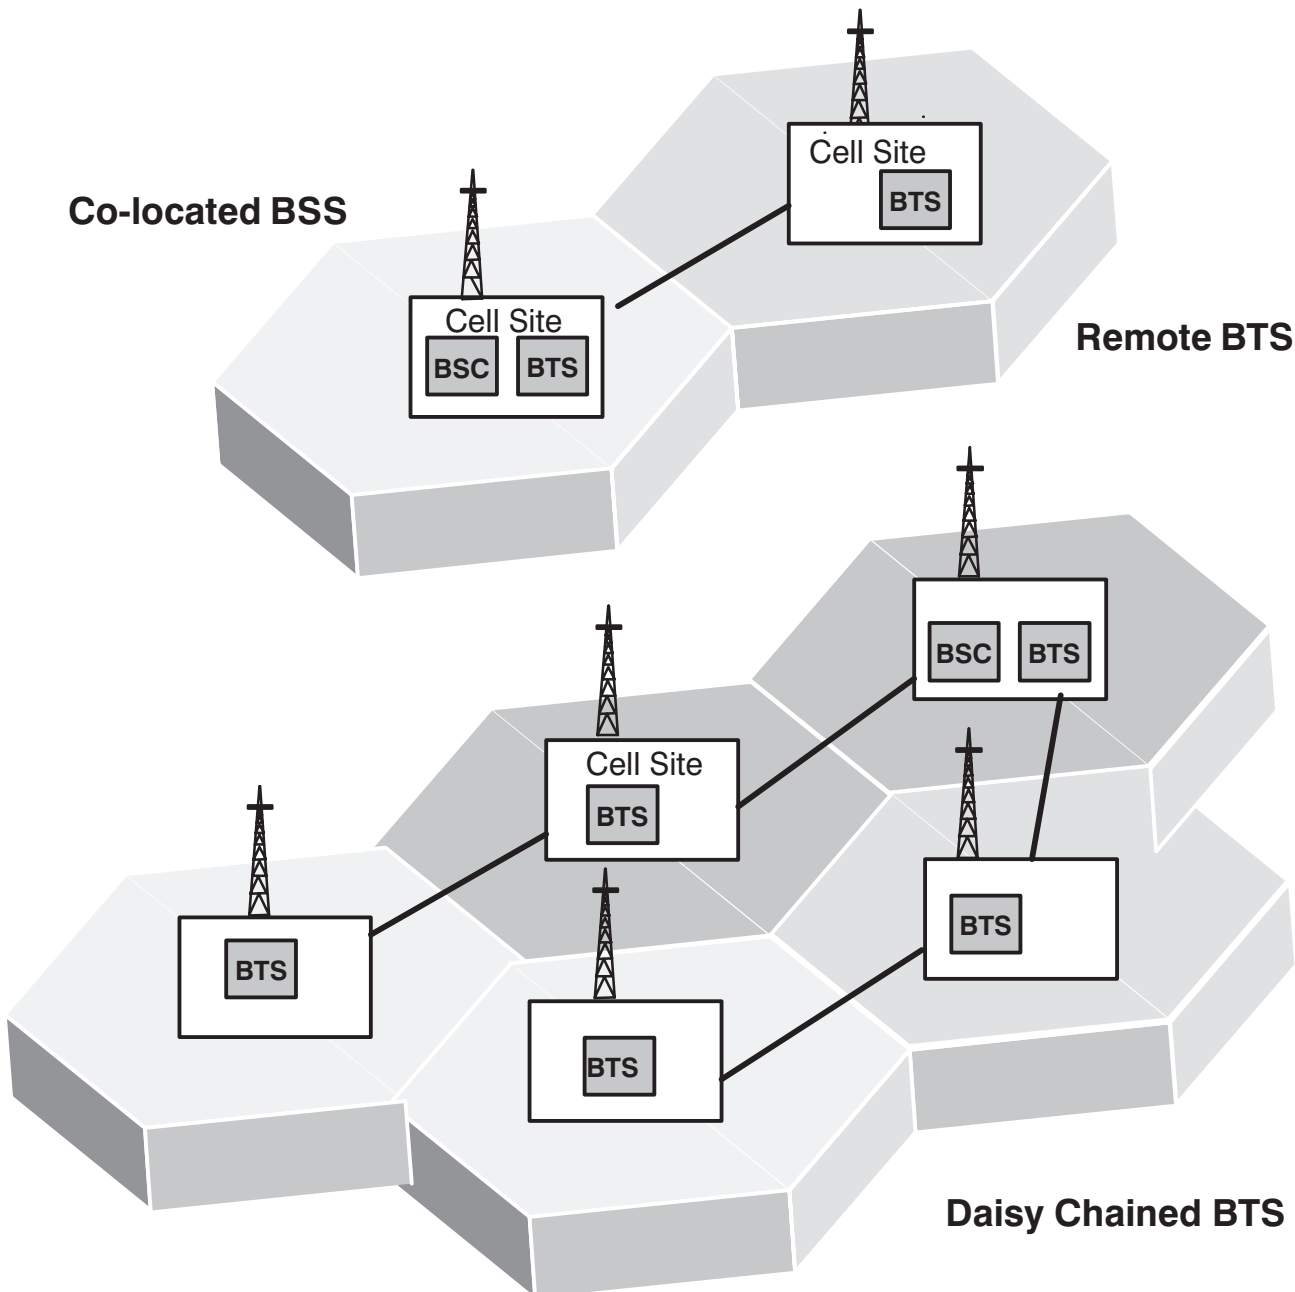 Cell Site
BTS
Co-located BSS
Cell Site
BSC BTS
Remote BTS
BSC BTS
Cell Site
BTS
BTS
BTS
BTS
Daisy Chained BTS